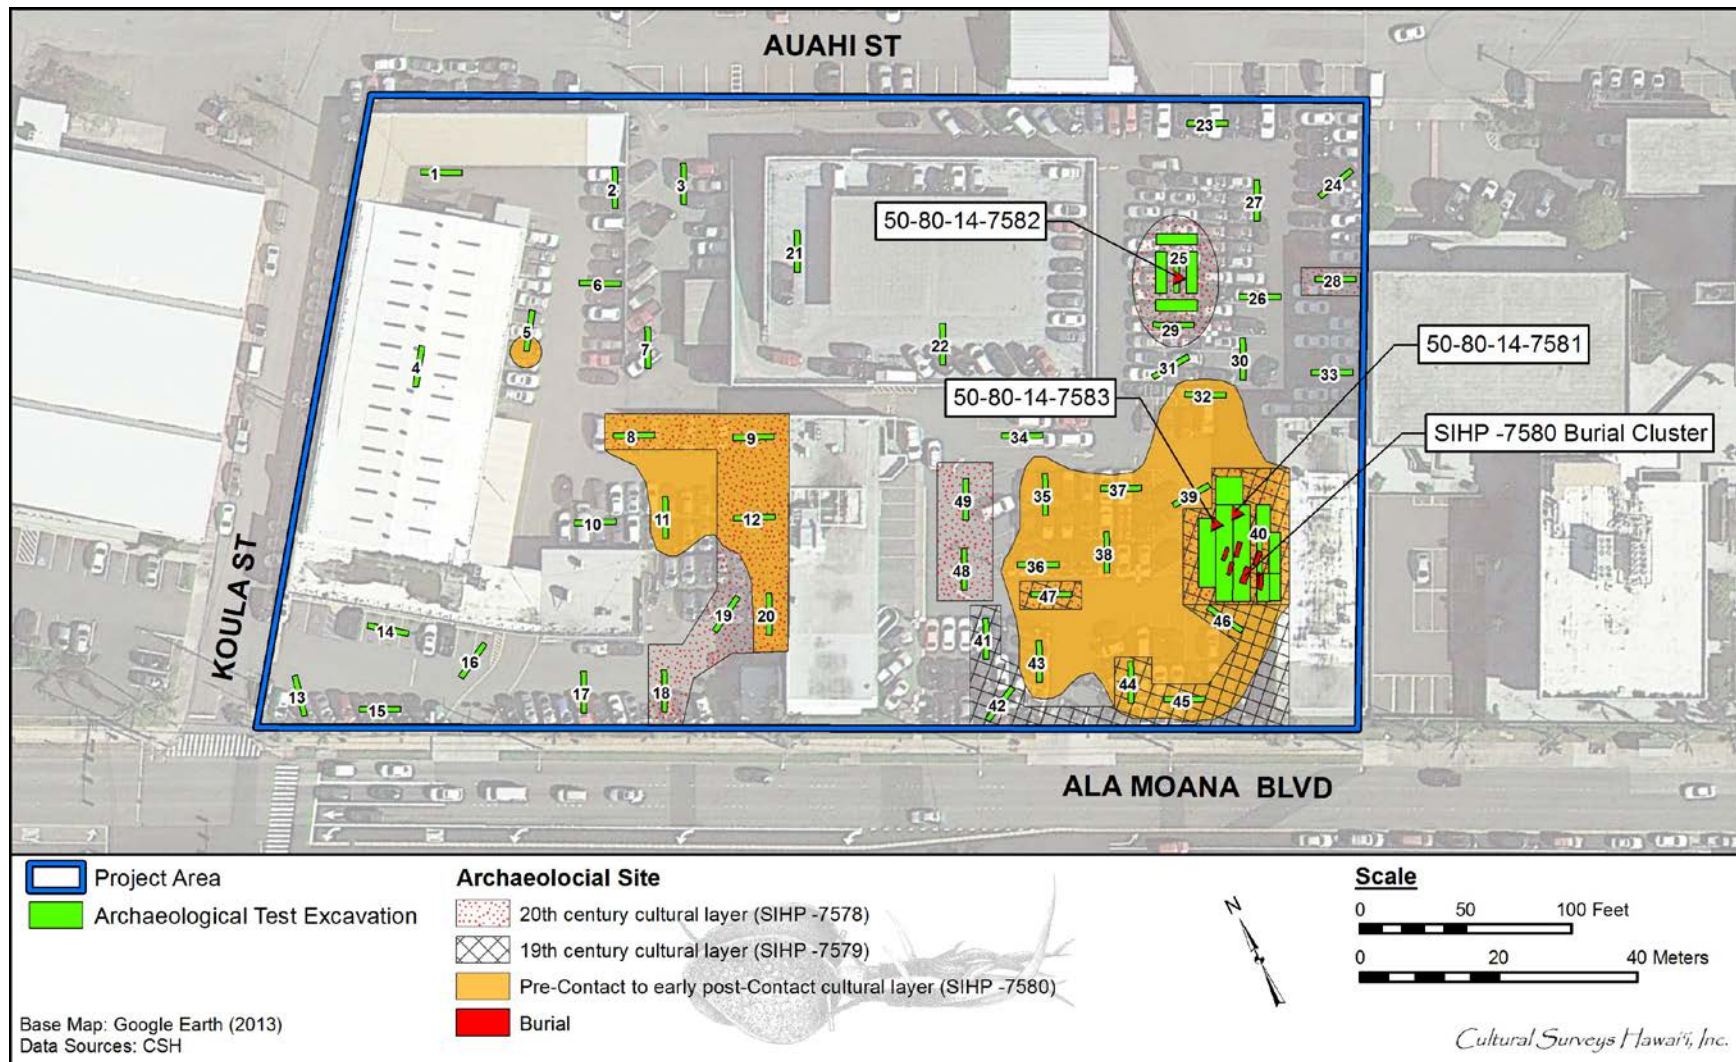 AUAHI ST
23
1
2
3
24
27
50-80-14-7582
21
25
6
28
26
5
29
50-80-14-7581
7
22
4
31
30
33
50-80-14-7583
32
8
9
34
SIHP -7580 Burial Cluster
49
35
37
39
11
12
10
40
38
48
36
47
KOULA ST
19
20
46
14
41
16
43
13
18
17
44
42
45
15
ALA MOANA BLVD
Project Area
Archaeological Test Excavation
Archaeolocial Site
20th century cultural layer (SIHP -7578)
19th century cultural layer (SIHP -7579)
Pre-Contact to early post-Contact cultural layer (SIHP -7580)
Burial
N
Scale
0 50 100 Feet
0 20 40 Meters
Base Map: Google Earth (2013)
Data Sources: CSH
Cultural Surveys Hawai'i, Inc.